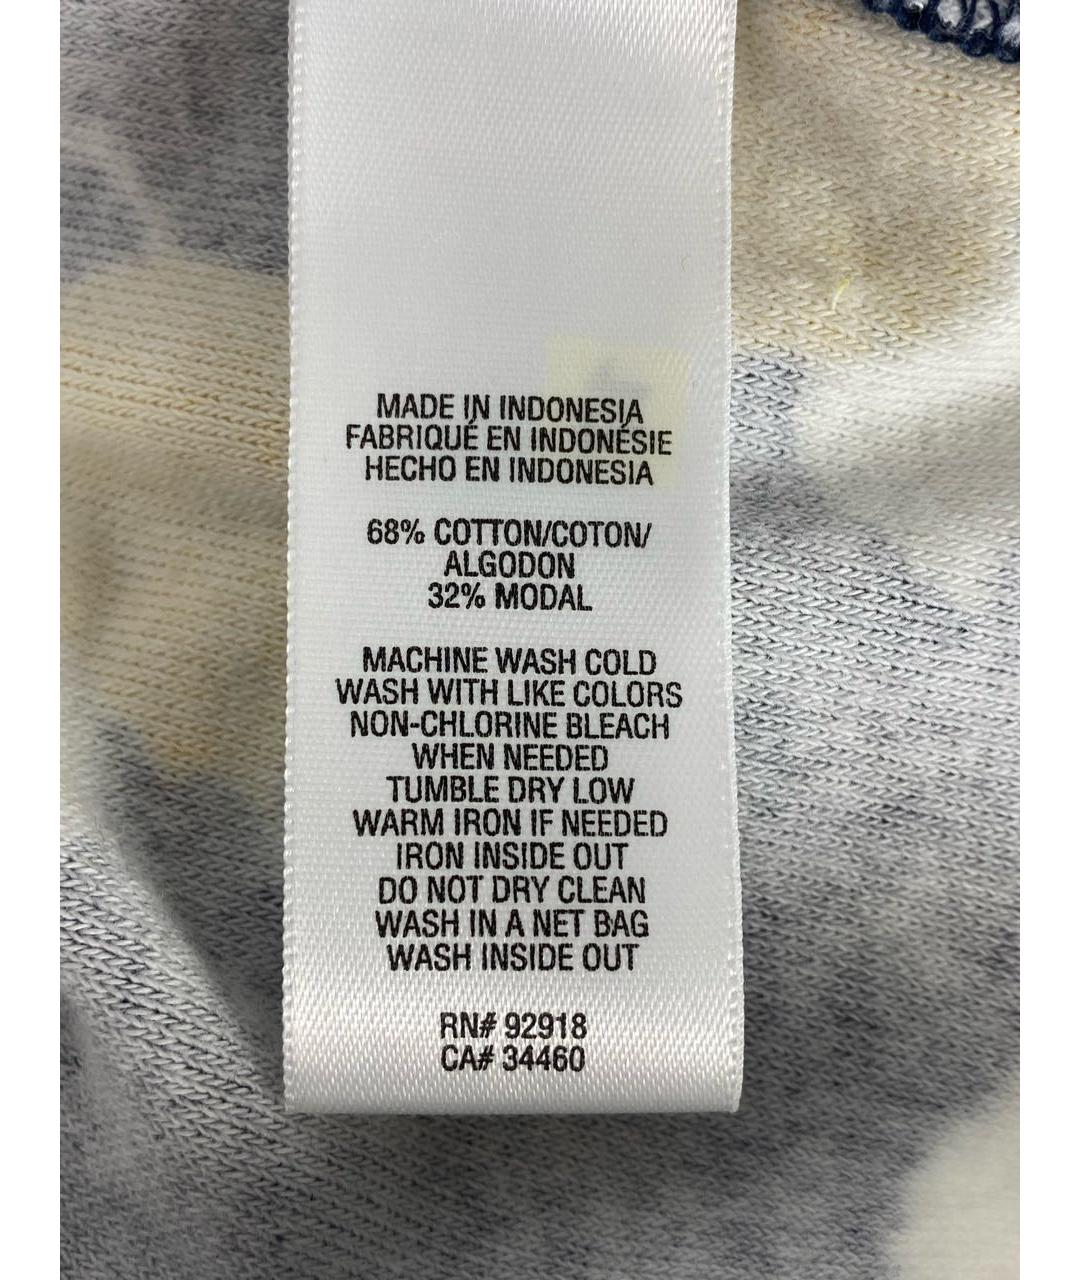 MADE IN INDONESIA
FABRIQUÉ EN INDONÉSIE
HECHO EN INDONESIA
68% COTTON/COTON/
ALGODON
32% MODAL
MACHINE WASH COLD
WASH WITH LIKE COLORS
NON-CHLORINE BLEACH
WHEN NEEDED
TUMBLE DRY LOW
WARM IRON IF NEEDED
IRON INSIDE OUT
DO NOT DRY CLEAN
WASH IN A NET BAG
WASH INSIDE OUT
RN# 92918
CA# 34460